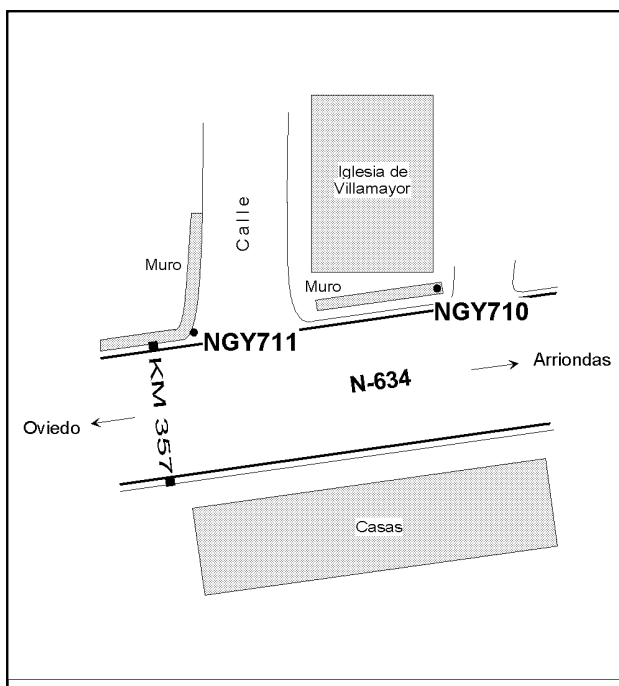 Iglesia de
Villamayor
Calle
Muro
Muro
NGY710
NGY711
Arriondas
N-634
KM 357
Oviedo
Casas